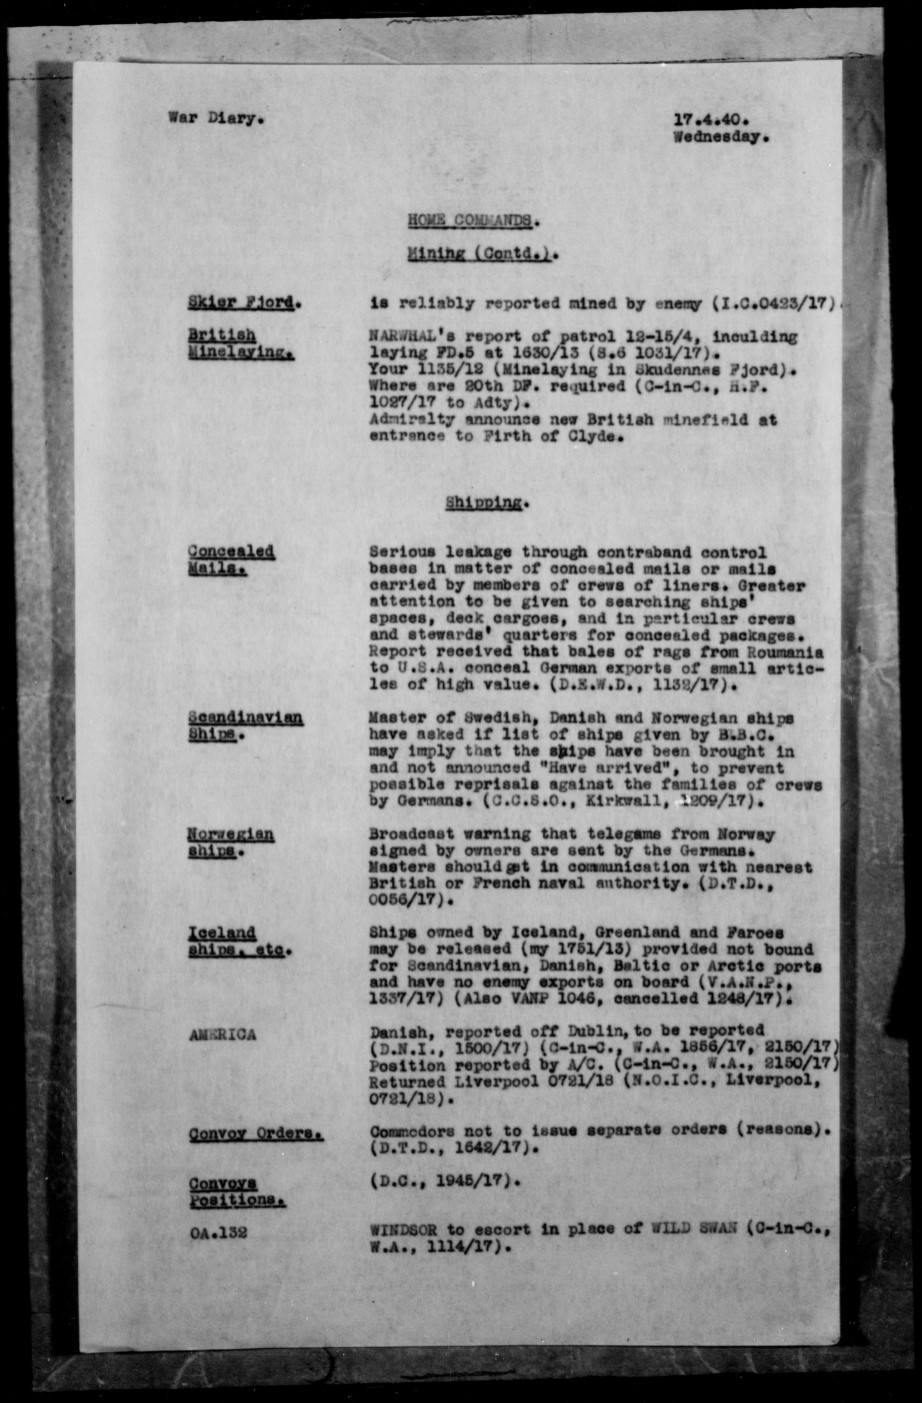 War Diary.
17.4.40.
Wednesday.
HOME COMMANDS.
Mining (Contd.).
Skier Fjord. is reliably reported mined by enemy (I.C.0423/17).
British NARWHAL's report of patrol 12-15/4, inculding
Minelaying. laying FD.5 at 1630/13 (S.6 1031/17).
Your 1135/12 (Minelaying in Skudennes Fjord).
Where are 20th DF. required (C-in-C., H.F.
1027/17 to Adty).
Admiralty announce new British minefield at
entrance to Firth of Clyde.
Shipping.
Concealed Serious leakage through contraband control
Mails. bases in matter of concealed mails or mails
carried by members of crews of liners. Greater
attention to be given to searching ships'
spaces, deck cargoes, and in particular crews
and stewards' quarters for concealed packages.
Report received that bales of rags from Roumania
to U.S.A. conceal German exports of small artic-
les of high value. (D.E.W.D., 1132/17).
Scandinavian Master of Swedish, Danish and Norwegian ships
Ships. have asked if list of ships given by B.B.C.
may imply that the ships have been brought in
and not announced "Have arrived", to prevent
possible reprisals against the families of crews
by Germans. (C.C.S.O., Kirkwall, 1209/17).
Norwegian Broadcast warning that telegams from Norway
ships. signed by owners are sent by the Germans.
Masters should get in communication with nearest
British or French naval authority. (D.T.D.,
0056/17).
Iceland Ships owned by Iceland, Greenland and Faroes
ships, etc. may be released (my 1751/13) provided not bound
for Scandinavian, Danish, Baltic or Arctic ports
and have no enemy exports on board (V.A.N.P.,
1337/17) (Also VANP 1046, cancelled 1248/17).
AMERICA Danish, reported off Dublin, to be reported
(D.N.I., 1500/17) (C-in-C., W.A. 1856/17, 2150/17)
Position reported by A/C. (C-in-C., W.A., 2150/17)
Returned Liverpool 0721/18 (N.O.I.C., Liverpool,
0721/18).
Convoy Orders. Commodors not to issue separate orders (reasons).
(D.T.D., 1642/17).
Convoys (D.C., 1945/17).
Positions.
OA.132 WINDSOR to escort in place of WILD SWAN (C-in-C.,
W.A., 1114/17).